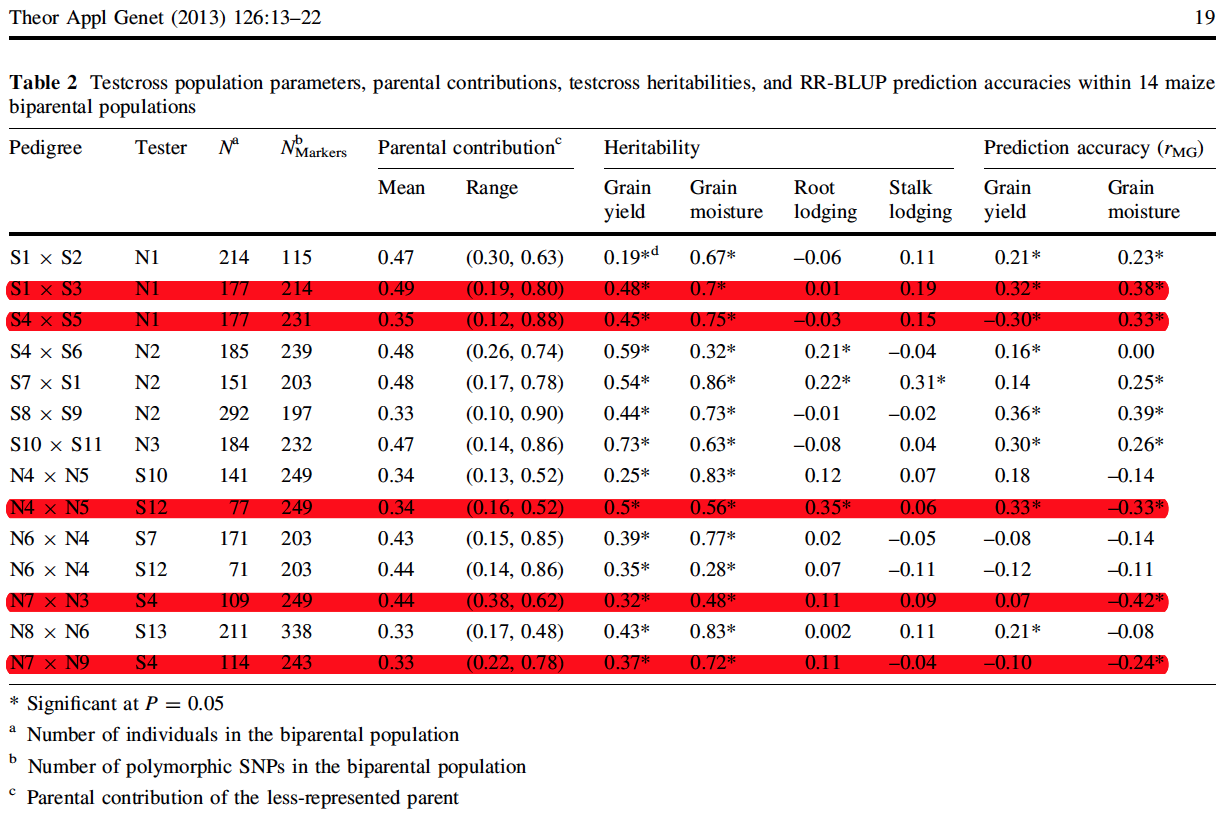 Theor Appl Genet (2013) 126:13–22 19
Table 2 Testcross population parameters, parental contributions, testcross heritabilities, and RR-BLUP prediction accuracies within 14 maize
biparental populations
Pedigree Tester Nᵃ NᵇMarkers Parental contributionᶜ Heritability Prediction accuracy (rMG)
Mean Range Grain Grain Root Stalk Grain Grain
yield moisture lodging lodging yield moisture
S1 × S2 N1 214 115 0.47 (0.30, 0.63) 0.19*ᵈ 0.67* –0.06 0.11 0.21* 0.23*
S1 × S3 N1 177 214 0.49 (0.19, 0.80) 0.48* 0.7* 0.01 0.19 0.32* 0.38*
S4 × S5 N1 177 231 0.35 (0.12, 0.88) 0.45* 0.75* –0.03 0.15 –0.30* 0.33*
S4 × S6 N2 185 239 0.48 (0.26, 0.74) 0.59* 0.32* 0.21* –0.04 0.16* 0.00
S7 × S1 N2 151 203 0.48 (0.17, 0.78) 0.54* 0.86* 0.22* 0.31* 0.14 0.25*
S8 × S9 N2 292 197 0.33 (0.10, 0.90) 0.44* 0.73* –0.01 –0.02 0.36* 0.39*
S10 × S11 N3 184 232 0.47 (0.14, 0.86) 0.73* 0.63* –0.08 0.04 0.30* 0.26*
N4 × N5 S10 141 249 0.34 (0.13, 0.52) 0.25* 0.83* 0.12 0.07 0.18 –0.14
N4 × N5 S12 77 249 0.34 (0.16, 0.52) 0.5* 0.56* 0.35* 0.06 0.33* –0.33*
N6 × N4 S7 171 203 0.43 (0.15, 0.85) 0.39* 0.77* 0.02 –0.05 –0.08 –0.14
N6 × N4 S12 71 203 0.44 (0.14, 0.86) 0.35* 0.28* 0.07 –0.11 –0.12 –0.11
N7 × N3 S4 109 249 0.44 (0.38, 0.62) 0.32* 0.48* 0.11 0.09 0.07 –0.42*
N8 × N6 S13 211 338 0.33 (0.17, 0.48) 0.43* 0.83* 0.002 0.11 0.21* –0.08
N7 × N9 S4 114 243 0.33 (0.22, 0.78) 0.37* 0.72* 0.11 –0.04 –0.10 –0.24*
* Significant at P = 0.05
ᵃ Number of individuals in the biparental population
ᵇ Number of polymorphic SNPs in the biparental population
ᶜ Parental contribution of the less-represented parent